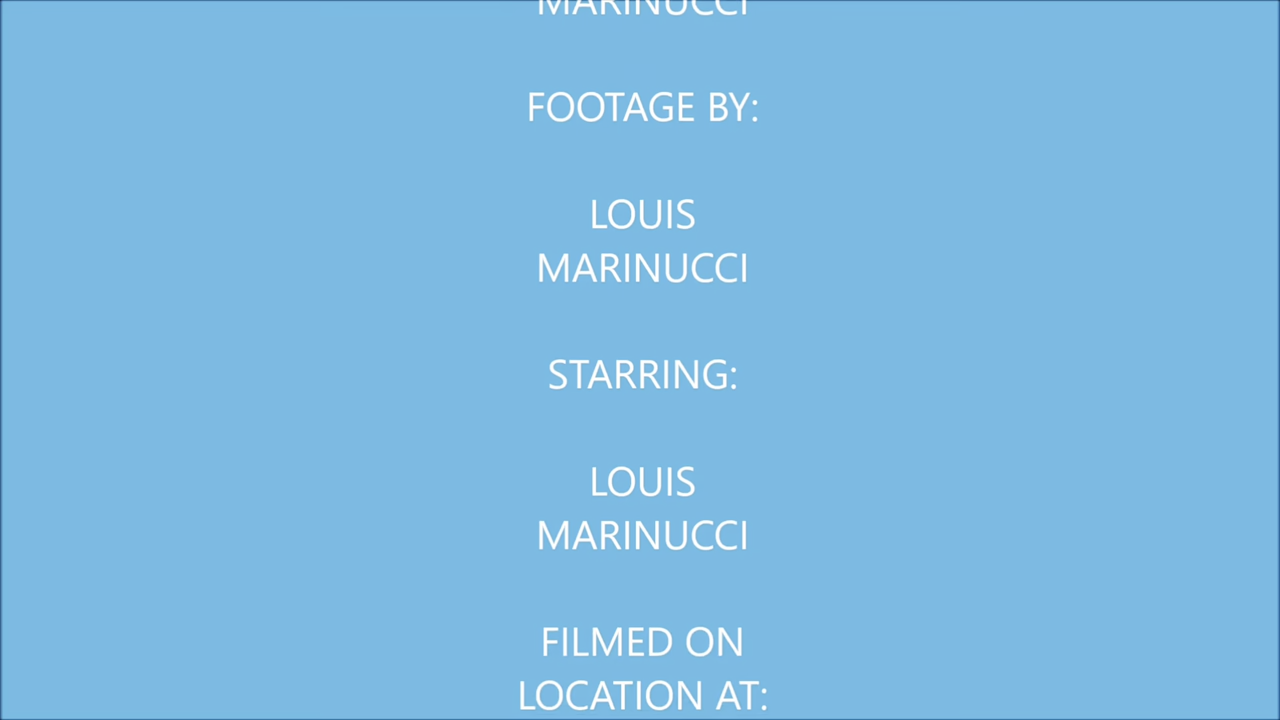 MARINUCCI
FOOTAGE BY:
LOUIS
MARINUCCI
STARRING:
LOUIS
MARINUCCI
FILMED ON
LOCATION AT: